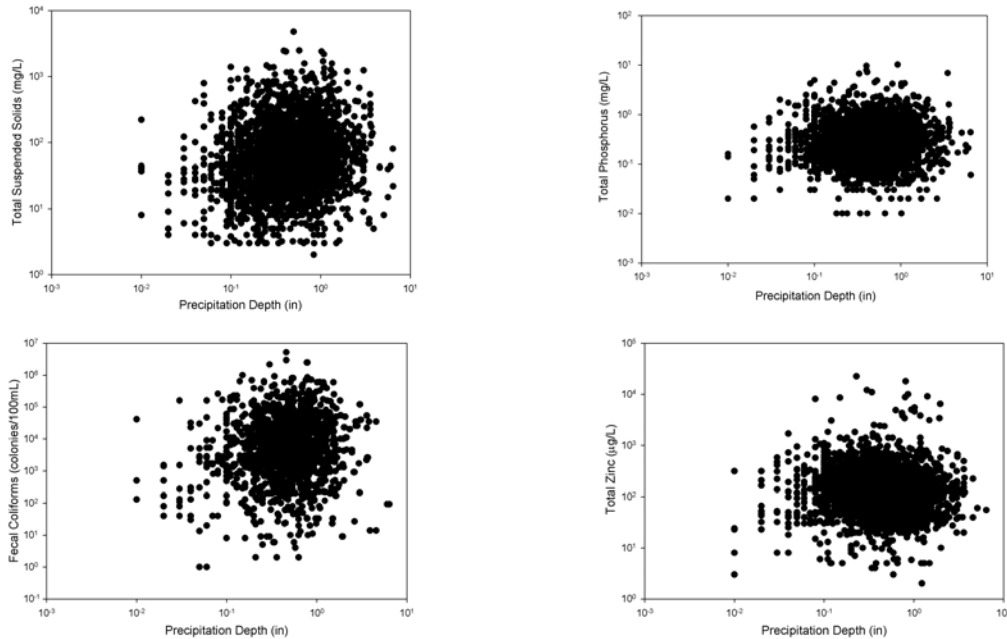 Total Suspended Solids (mg/L)
10⁴
10³
10²
10¹
10⁰
10⁻³ 10⁻² 10⁻¹ 10⁰ 10¹
Precipitation Depth (in)
Total Phosphorus (mg/L)
10²
10¹
10⁰
10⁻¹
10⁻²
10⁻³
10⁻³ 10⁻² 10⁻¹ 10⁰ 10¹
Precipitation Depth (in)
Fecal Coliforms (colonies/100mL)
10⁷
10⁶
10⁵
10⁴
10³
10²
10¹
10⁰
10⁻¹
10⁻³ 10⁻² 10⁻¹ 10⁰ 10¹
Precipitation Depth (in)
Total Zinc (μg/L)
10⁵
10⁴
10³
10²
10¹
10⁰
10⁻³ 10⁻² 10⁻¹ 10⁰ 10
Precipitation Depth (in)